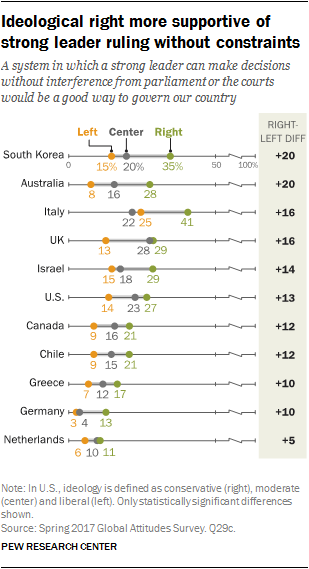 Ideological right more supportive of
strong leader ruling without constraints
A system in which a strong leader can make decisions
without interference from parliament or the courts
would be a good way to govern our country
RIGHT-
LEFT DIFF
Left Center Right
South Korea +20
0 15% 20% 35% 50 100%
Australia +20
8 16 28
Italy +16
22 25 41
UK +16
13 28 29
Israel +14
15 18 29
U.S. +13
14 23 27
Canada +12
9 16 21
Chile +12
9 15 21
Greece +10
7 12 17
Germany +10
3 4 13
Netherlands +5
6 10 11
Note: In U.S., ideology is defined as conservative (right), moderate
(center) and liberal (left). Only statistically significant differences
shown.
Source: Spring 2017 Global Attitudes Survey. Q29c.
PEW RESEARCH CENTER